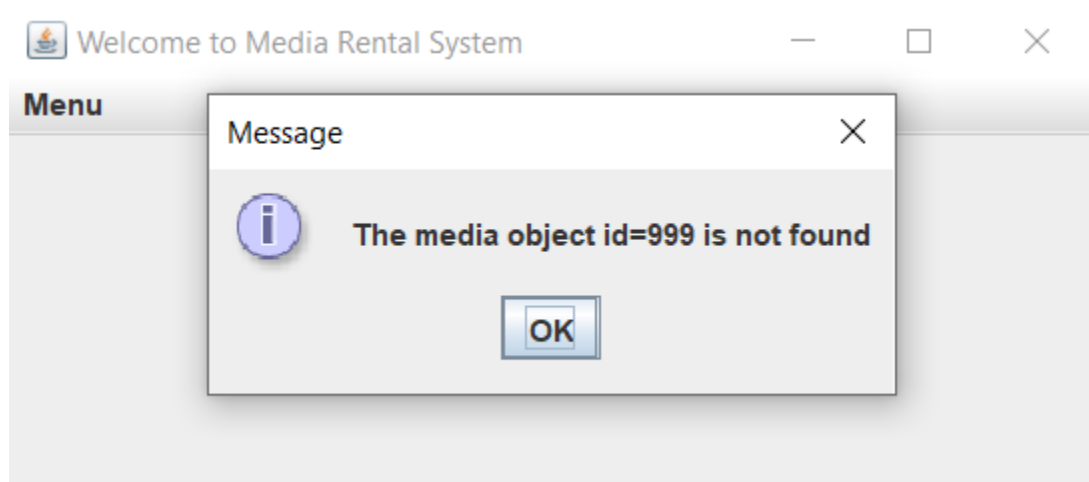 Welcome to Media Rental System
Menu
Message
The media object id=999 is not found
OK